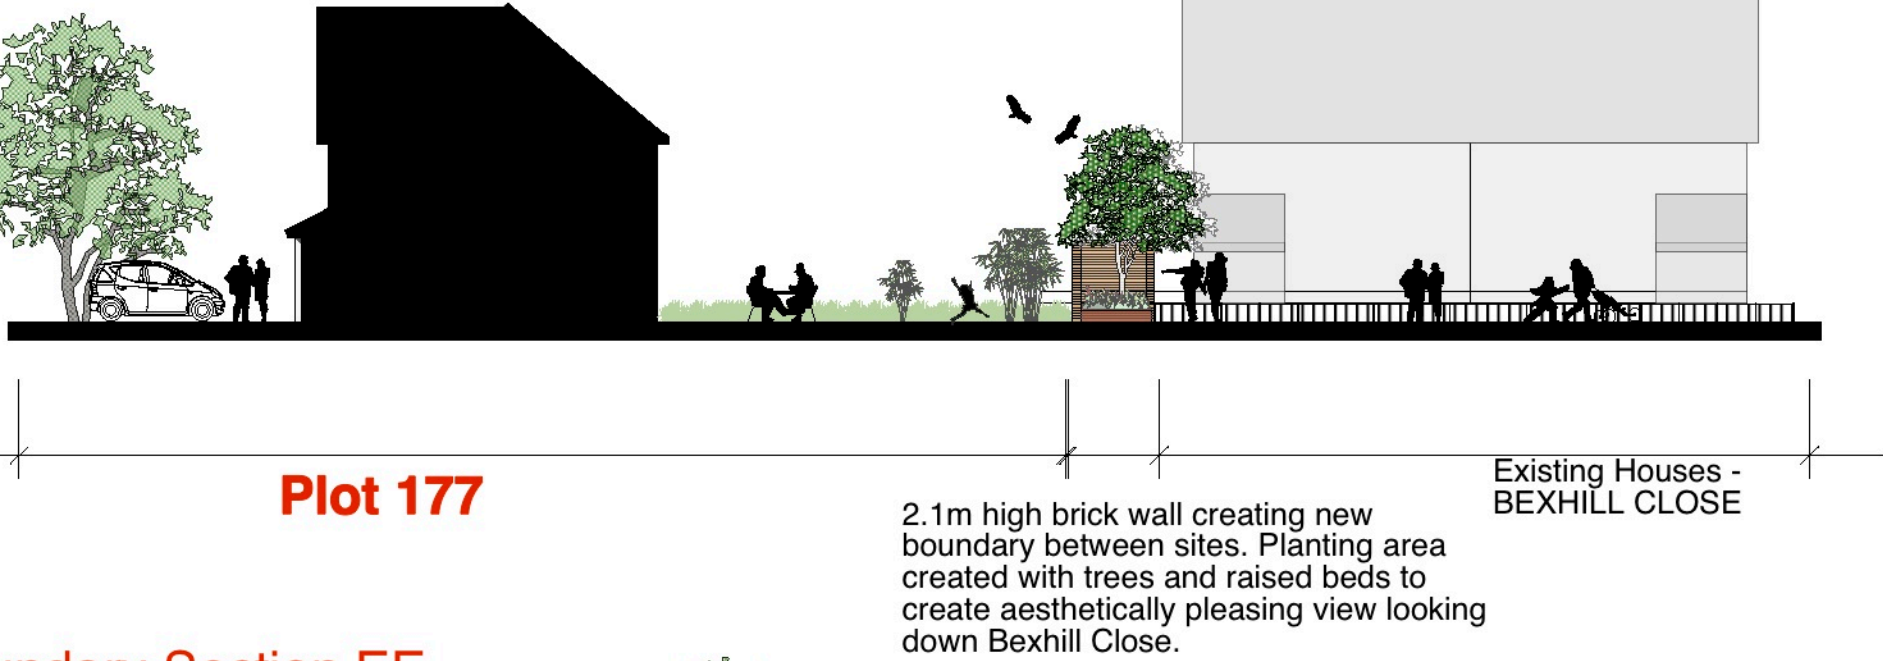 Plot 177
Existing Houses -
BEXHILL CLOSE
2.1m high brick wall creating new
boundary between sites. Planting area
created with trees and raised beds to
create aesthetically pleasing view looking
down Bexhill Close.
Section